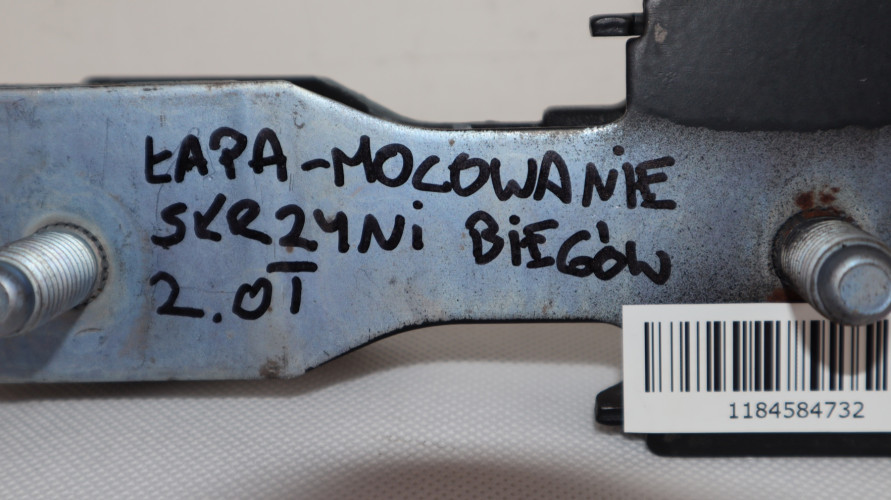 ŁAPA-MOCOWANIE
SKRZYNi BiEGÓW
2.0T
1184584732